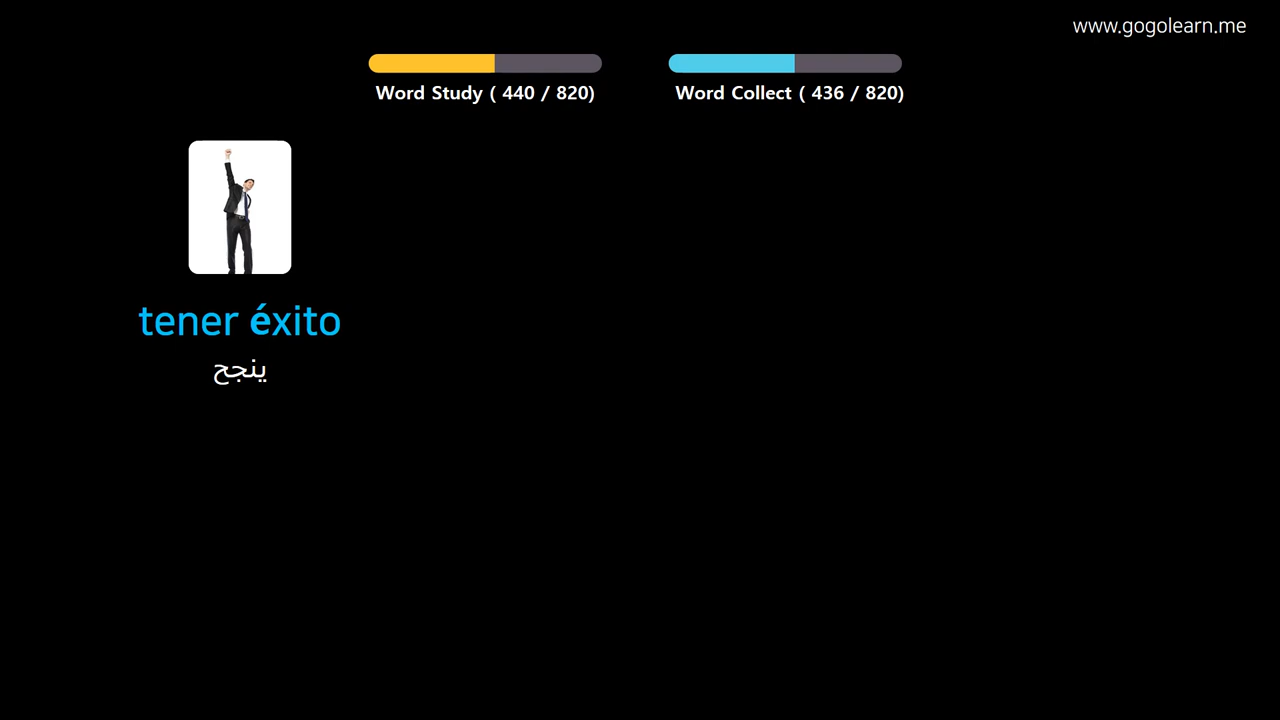 www.gogolearn.me
Word Study ( 440 / 820)
Word Collect ( 436 / 820)
tener éxito
ينجح